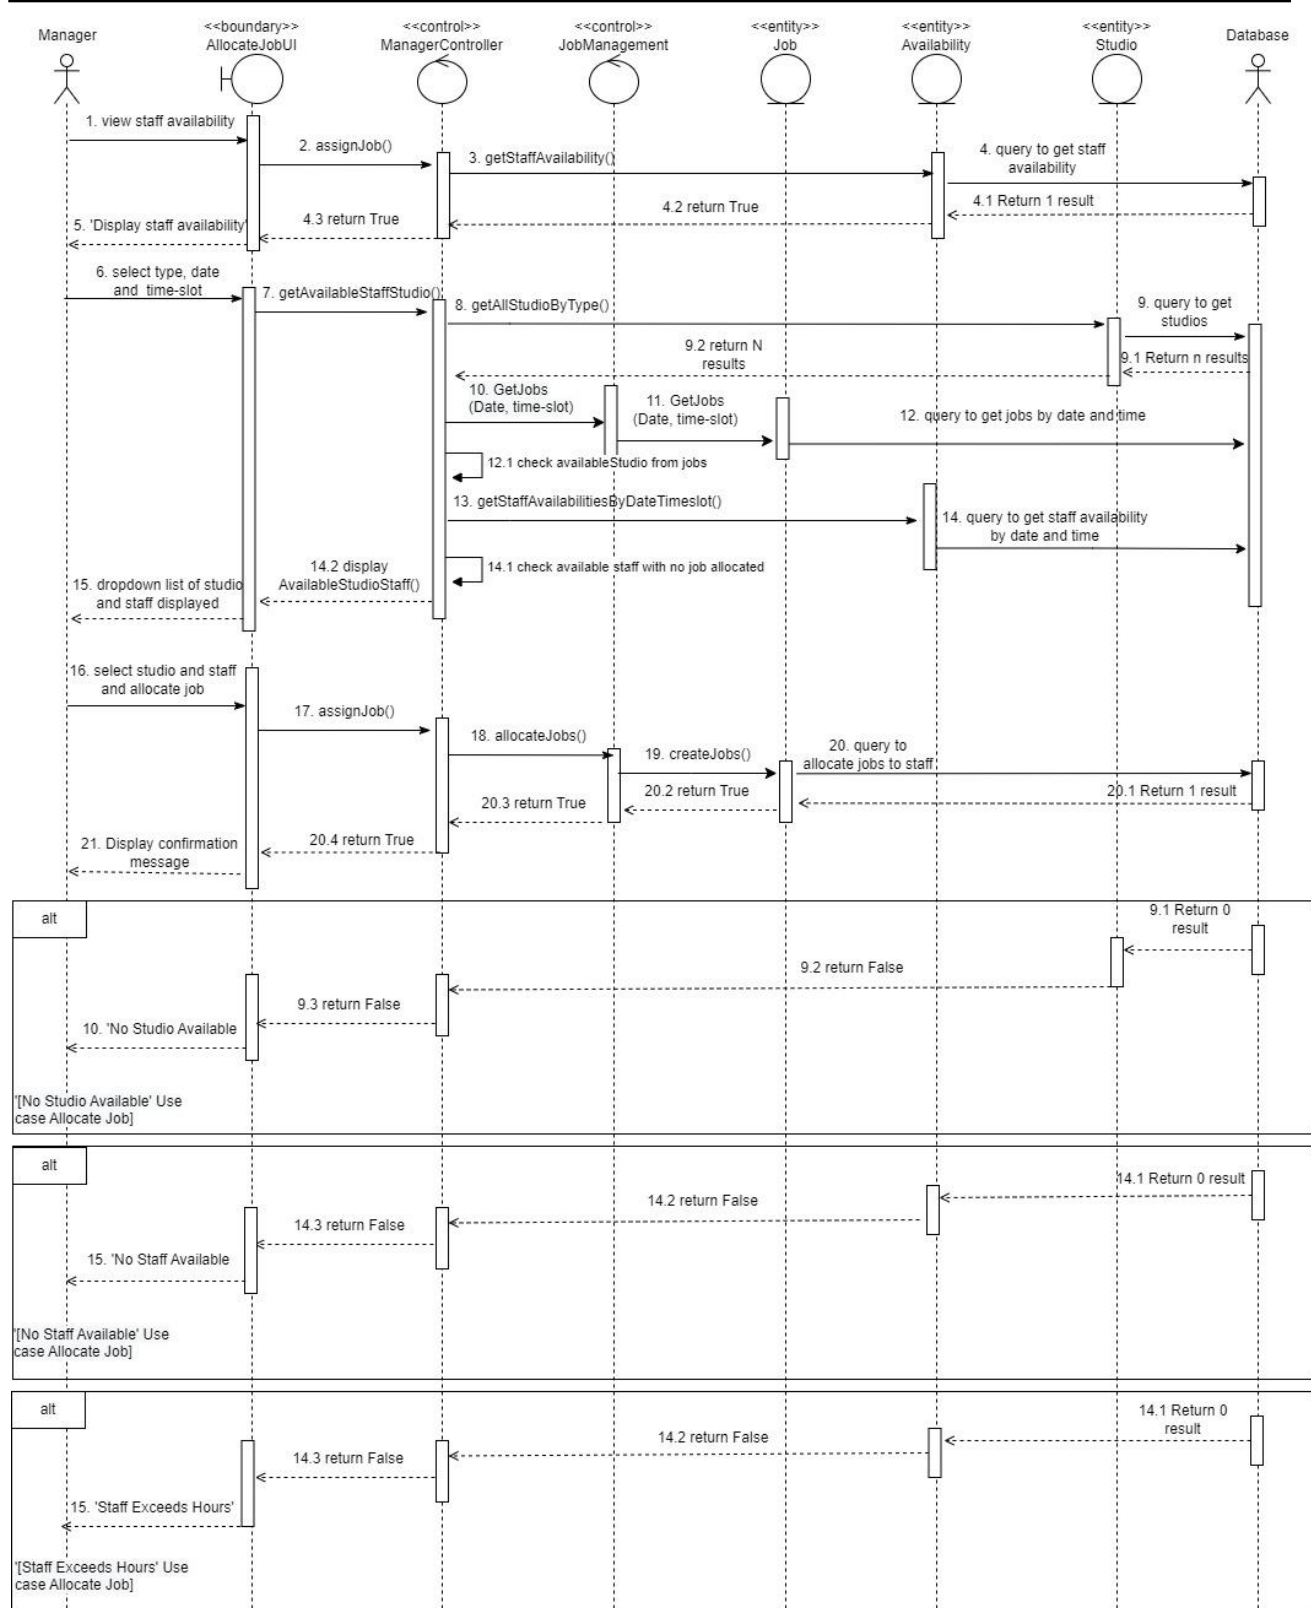 Manager
<<boundary>>
AllocateJobUI
<<control>>
ManagerController
<<control>>
JobManagement
<<entity>>
Job
<<entity>>
Availability
<<entity>>
Studio
Database
1. view staff availability
2. assignJob()
3. getStaffAvailability()
4. query to get staff
availability
4.1 Return 1 result
4.2 return True
4.3 return True
5. 'Display staff availability'
6. select type, date
and time-slot
7. getAvailableStaffStudio()
8. getAllStudioByType()
9. query to get
studios
9.1 Return n results
9.2 return N
results
10. GetJobs
(Date, time-slot)
11. GetJobs
(Date, time-slot)
12. query to get jobs by date and time
12.1 check availableStudio from jobs
13. getStaffAvailabilitiesByDateTimeslot()
14. query to get staff availability
by date and time
14.1 check available staff with no job allocated
14.2 display
AvailableStudioStaff()
15. dropdown list of studio
and staff displayed
16. select studio and staff
and allocate job
17. assignJob()
18. allocateJobs()
19. createJobs()
20. query to
allocate jobs to staff
20.1 Return 1 result
20.2 return True
20.3 return True
20.4 return True
21. Display confirmation
message
alt
9.1 Return 0
result
9.2 return False
9.3 return False
10. 'No Studio Available
'[No Studio Available' Use
case Allocate Job]
alt
14.1 Return 0 result
14.2 return False
14.3 return False
15. 'No Staff Available
'[No Staff Available' Use
case Allocate Job]
alt
14.1 Return 0
result
14.2 return False
14.3 return False
15. 'Staff Exceeds Hours'
'[Staff Exceeds Hours' Use
case Allocate Job]